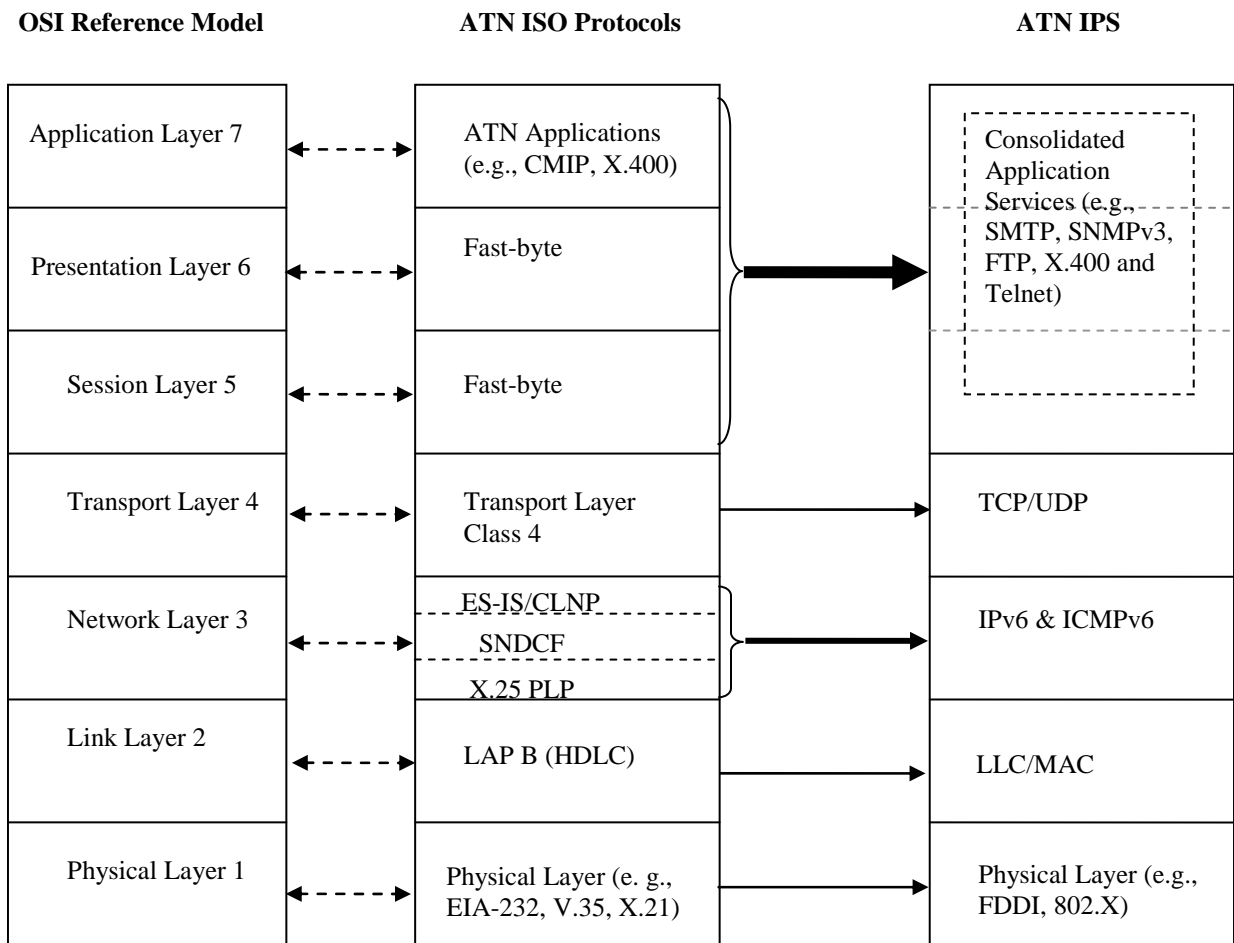 OSI Reference Model
ATN ISO Protocols
ATN IPS
Application Layer 7
ATN Applications
(e.g., CMIP, X.400)
Consolidated
Application
Services (e.g.,
SMTP, SNMPv3,
FTP, X.400 and
Telnet)
Presentation Layer 6
Fast-byte
Session Layer 5
Fast-byte
Transport Layer 4
Transport Layer
Class 4
TCP/UDP
Network Layer 3
ES-IS/CLNP
SNDCF
X.25 PLP
IPv6 & ICMPv6
Link Layer 2
LAP B (HDLC)
LLC/MAC
Physical Layer 1
Physical Layer (e. g.,
EIA-232, V.35, X.21)
Physical Layer (e.g.,
FDDI, 802.X)